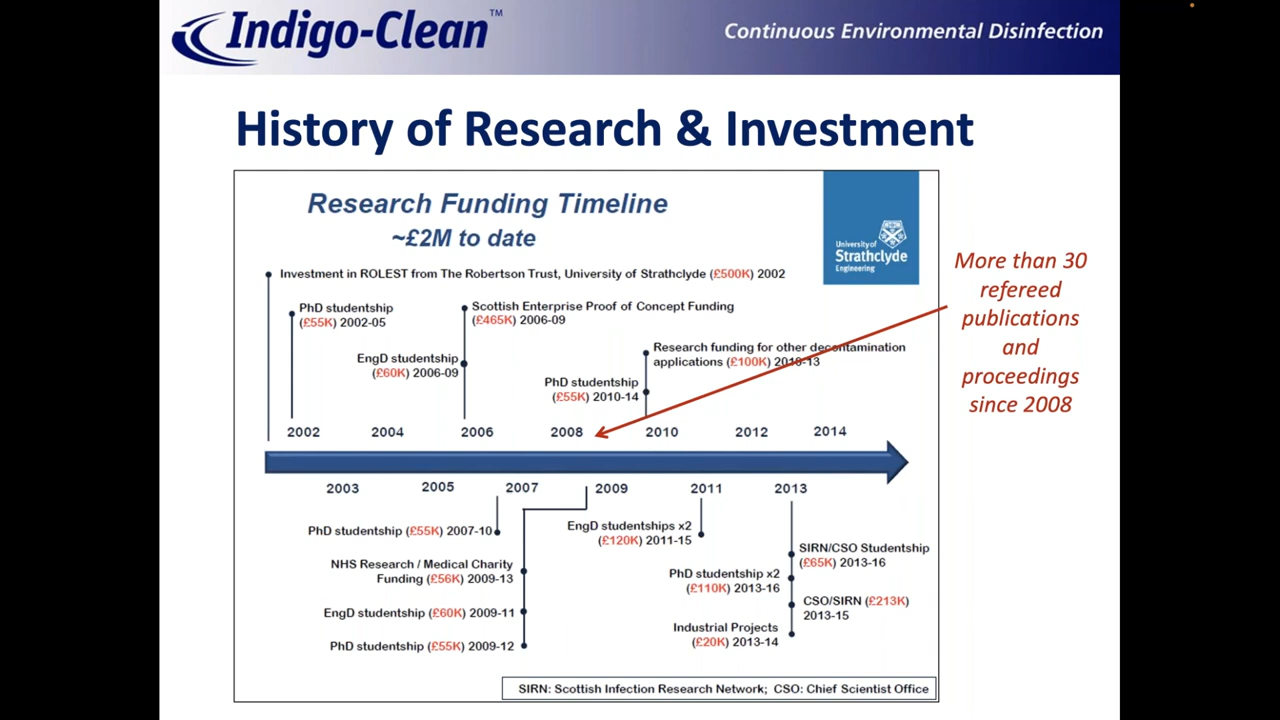 Indigo-Clean™
Continuous Environmental Disinfection
History of Research & Investment
Research Funding Timeline
~£2M to date
University of
Strathclyde
Engineering
Investment in ROLEST from The Robertson Trust, University of Strathclyde (£500K) 2002
PhD studentship
(£55K) 2002-05
Scottish Enterprise Proof of Concept Funding
(£465K) 2006-09
EngD studentship
(£60K) 2006-09
Research funding for other decontamination
applications (£100K) 2010-13
PhD studentship
(£55K) 2010-14
More than 30
refereed
publications
and
proceedings
since 2008
2002 2004 2006 2008 2010 2012 2014
2003 2005 2007 2009 2011 2013
PhD studentship (£55K) 2007-10
NHS Research / Medical Charity
Funding (£56K) 2009-13
EngD studentship (£60K) 2009-11
PhD studentship (£55K) 2009-12
EngD studentships x2
(£120K) 2011-15
PhD studentship x2
(£110K) 2013-16
Industrial Projects
(£20K) 2013-14
SIRN/CSO Studentship
(£65K) 2013-16
CSO/SIRN (£213K)
2013-15
SIRN: Scottish Infection Research Network; CSO: Chief Scientist Office